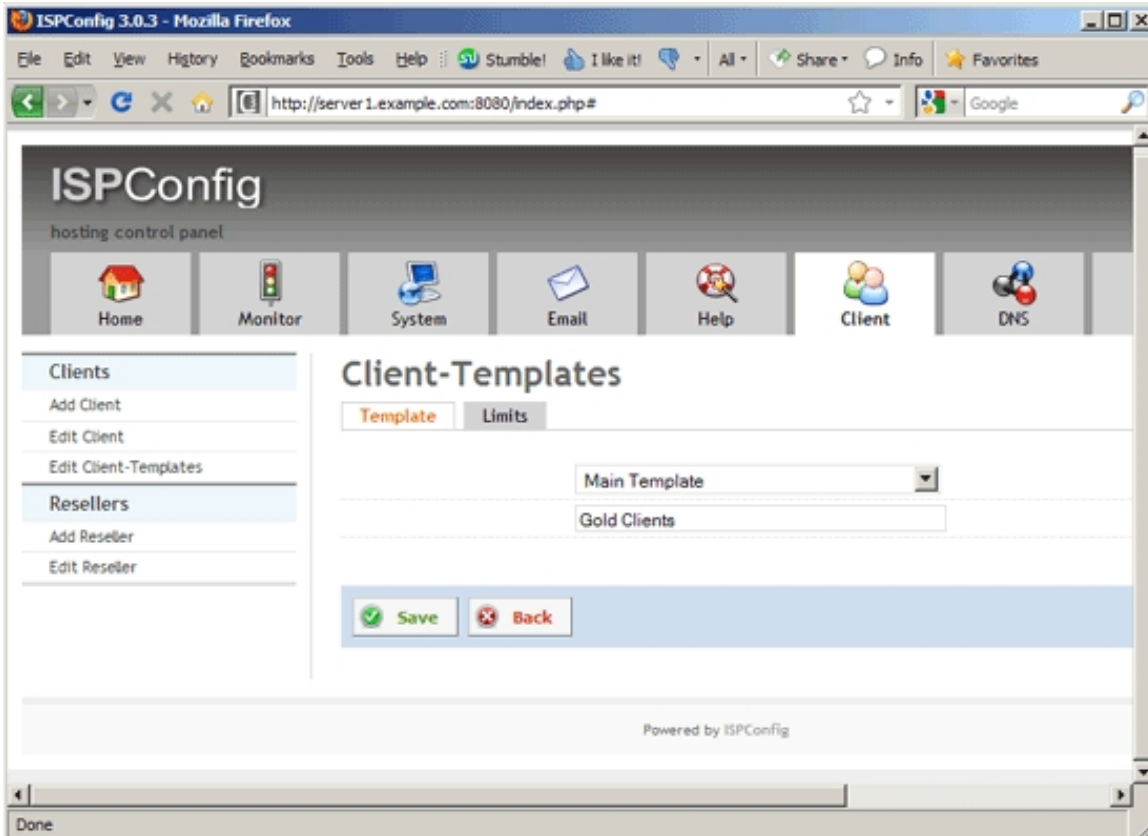 ISPConfig 3.0.3 - Mozilla Firefox
File Edit View History Bookmarks Tools Help Stumble! I like it! All Share Info Favorites
http://server1.example.com:8080/index.php# Google
ISPConfig
hosting control panel
Home Monitor System Email Help Client DNS
Clients
Add Client
Edit Client
Edit Client-Templates
Resellers
Add Reseller
Edit Reseller
Client-Templates
Template Limits
Main Template
Gold Clients
Save Back
Powered by ISPConfig
Done